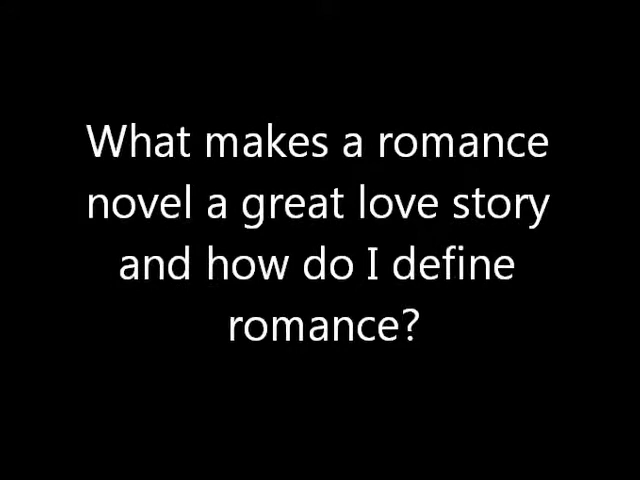 What makes a romance
novel a great love story
and how do I define
romance?